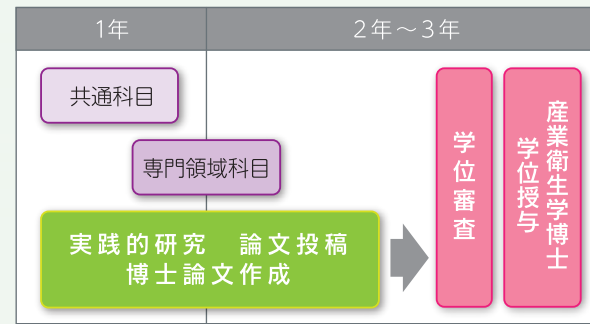 1年
2年～3年
共通科目
専門領域科目
実践的研究　論文投稿
博士論文作成
学位審査
産業衛生学博士
学位授与